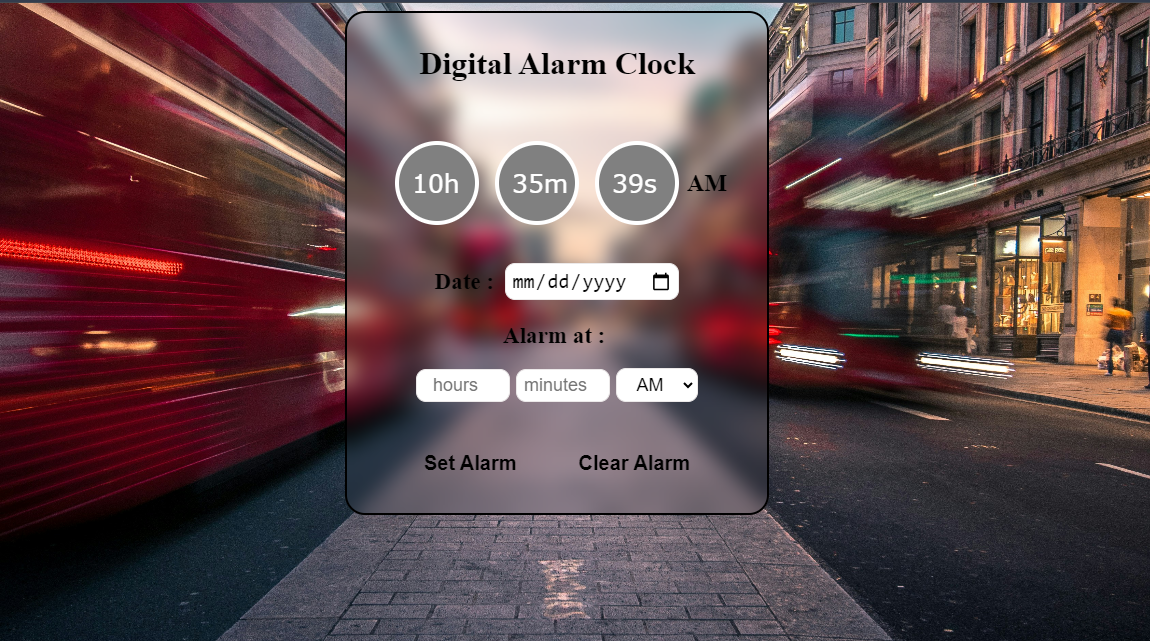 Digital Alarm Clock
10h 35m 39s AM
Date : mm/dd/yyyy
Alarm at :
hours minutes AM
Set Alarm Clear Alarm